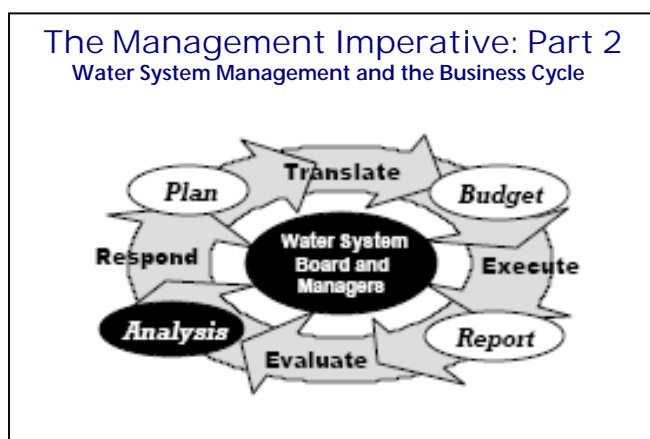 The Management Imperative: Part 2
Water System Management and the Business Cycle
Translate
Plan
Budget
Water System
Board and
Managers
Respond
Execute
Analysis
Report
Evaluate